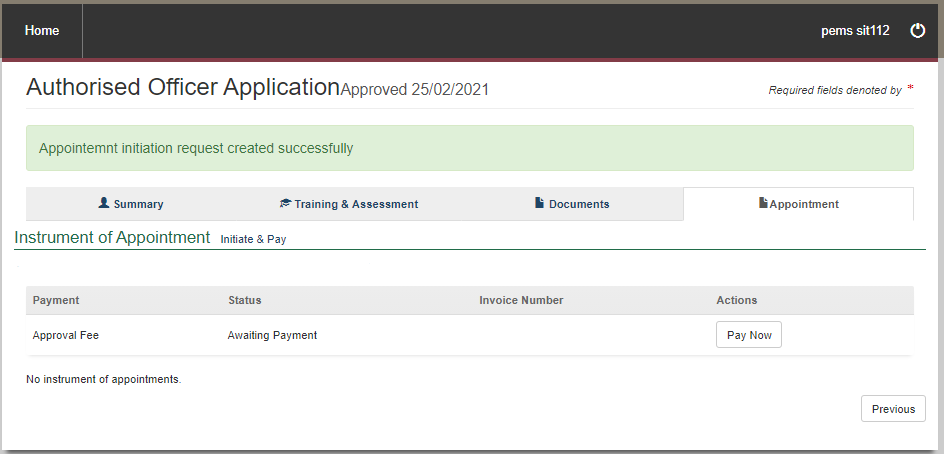 Home pems sit112
Authorised Officer Application Approved 25/02/2021 Required fields denoted by *
Appointemnt initiation request created successfully
Summary Training & Assessment Documents Appointment
Instrument of Appointment Initiate & Pay
Payment Status Invoice Number Actions
Approval Fee Awaiting Payment Pay Now
No instrument of appointments.
Previous